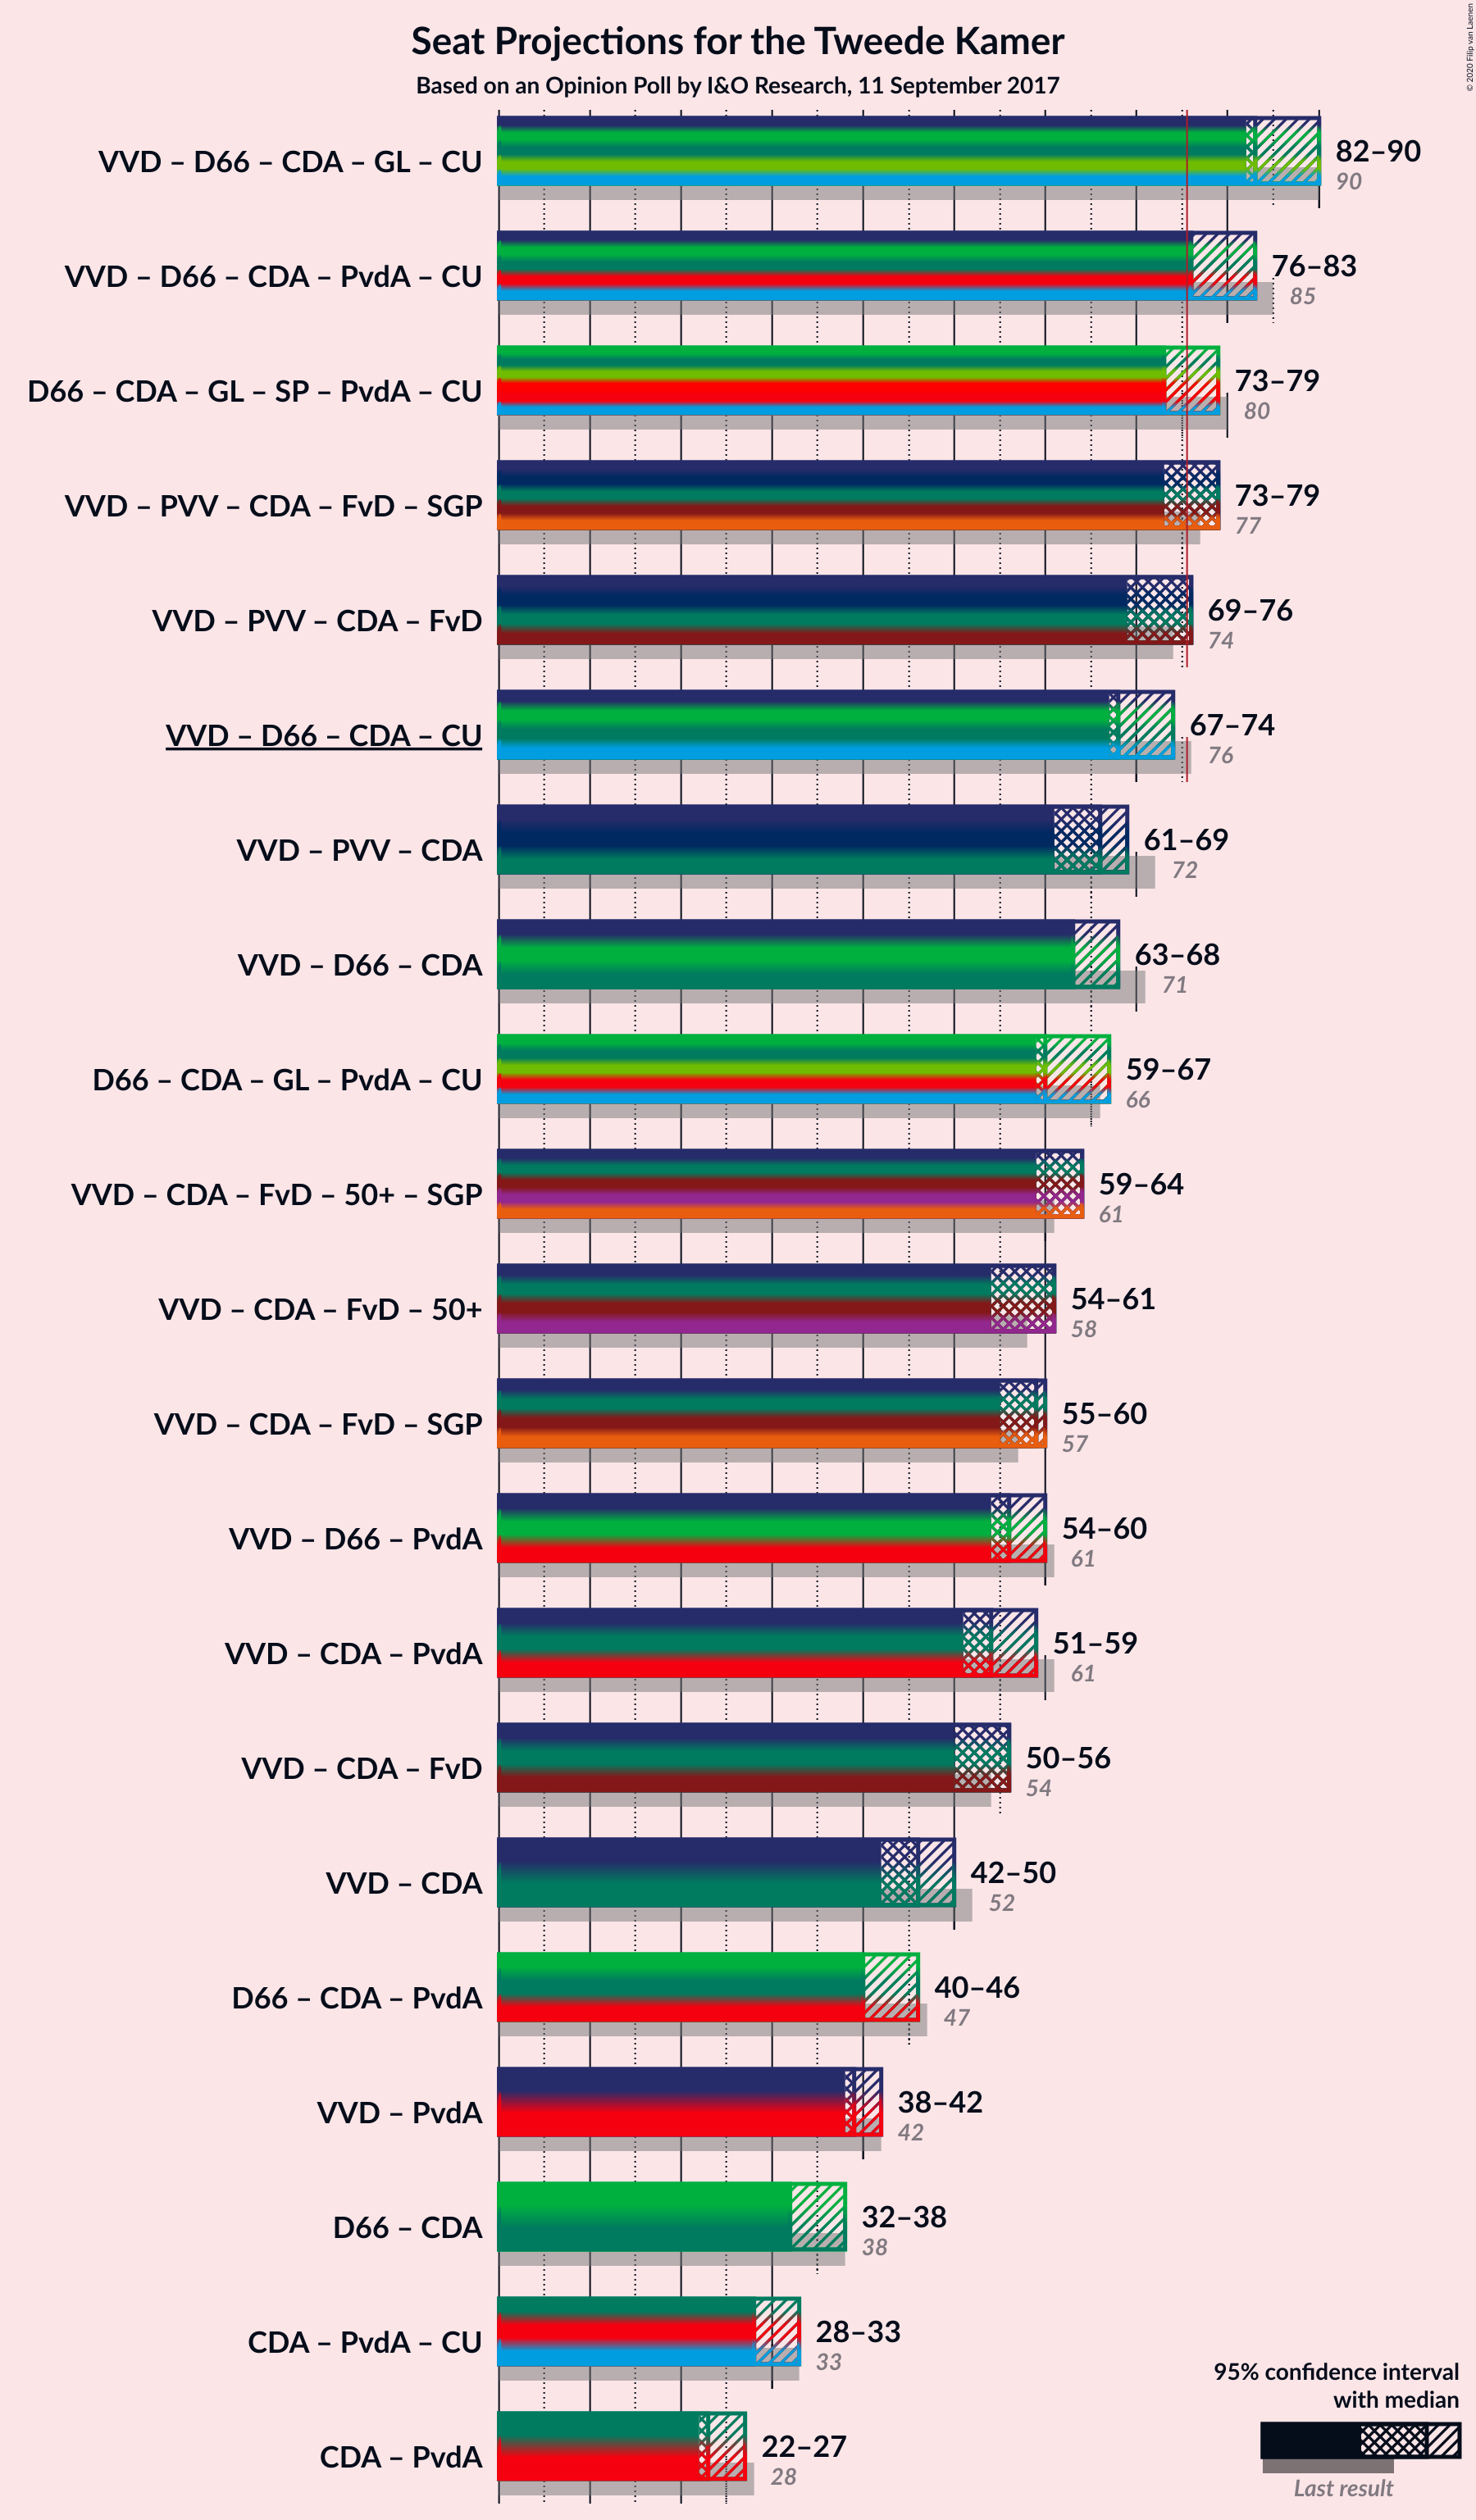 Seat Projections for the Tweede Kamer
Based on an Opinion Poll by I&O Research, 11 September 2017
© 2020 Filip van Laenen
VVD – D66 – CDA – GL – CU
82–90
90
VVD – D66 – CDA – PvdA – CU
76–83
85
D66 – CDA – GL – SP – PvdA – CU
73–79
80
VVD – PVV – CDA – FvD – SGP
73–79
77
VVD – PVV – CDA – FvD
69–76
74
VVD – D66 – CDA – CU
67–74
76
VVD – PVV – CDA
61–69
72
VVD – D66 – CDA
63–68
71
D66 – CDA – GL – PvdA – CU
59–67
66
VVD – CDA – FvD – 50+ – SGP
59–64
61
VVD – CDA – FvD – 50+
54–61
58
VVD – CDA – FvD – SGP
55–60
57
VVD – D66 – PvdA
54–60
61
VVD – CDA – PvdA
51–59
61
VVD – CDA – FvD
50–56
54
VVD – CDA
42–50
52
D66 – CDA – PvdA
40–46
47
VVD – PvdA
38–42
42
D66 – CDA
32–38
38
CDA – PvdA – CU
28–33
33
CDA – PvdA
22–27
28
95% confidence interval
with median
Last result